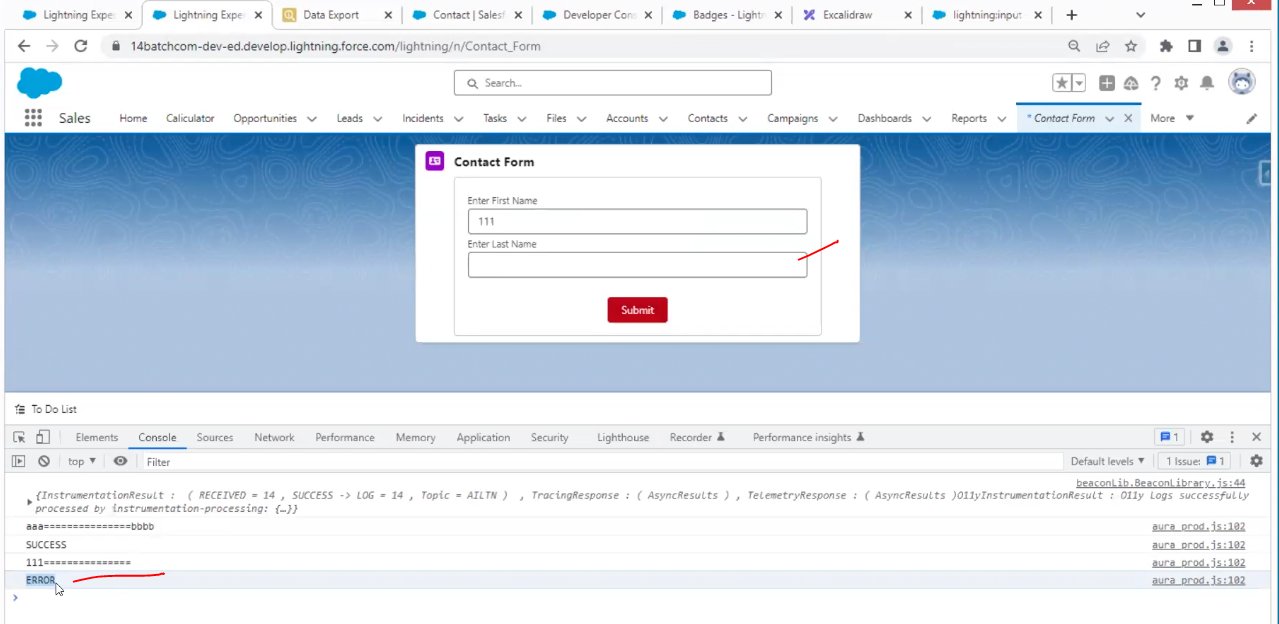 Lightning Expe
Lightning Expe
Data Export
Contact | Salesf
Developer Cons
Badges - Lightn
Excalidraw
lightning:input
14batchcom-dev-ed.develop.lightning.force.com/lightning/n/Contact_Form
Search...
Sales
Home
Calculator
Opportunities
Leads
Incidents
Tasks
Files
Accounts
Contacts
Campaigns
Dashboards
Reports
* Contact Form
More
Contact Form
Enter First Name
111
Enter Last Name
Submit
To Do List
Elements
Console
Sources
Network
Performance
Memory
Application
Security
Lighthouse
Recorder
Performance insights
1
top
Filter
Default levels
1 Issue: 1
beaconLib.BeaconLibrary.js:44
{InstrumentationResult : ( RECEIVED = 14 , SUCCESS -> LOG = 14 , Topic = AILTN ) , TracingResponse : ( AsyncResults ) , TelemetryResponse : ( AsyncResults )O11yInstrumentationResult : O11y Logs successfully
processed by instrumentation-processing: {…}}
aaa===============bbbb aura_prod.js:102
SUCCESS aura_prod.js:102
111=============== aura_prod.js:102
ERROR aura_prod.js:102